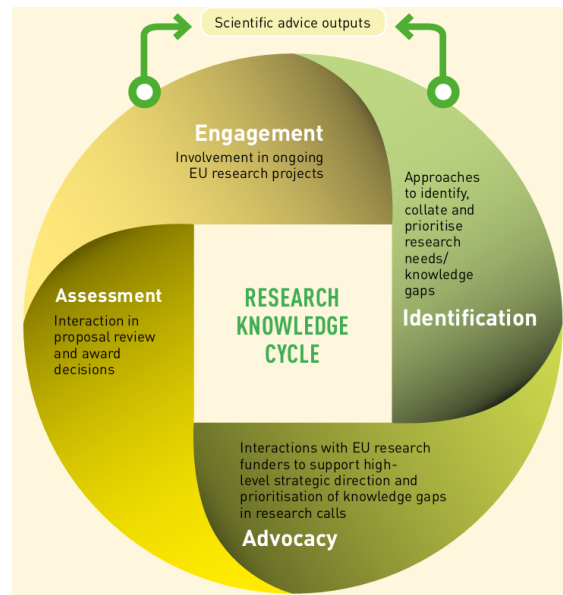 Scientific advice outputs
Engagement
Involvement in ongoing
EU research projects
Approaches
to identify,
collate and
prioritise
research
needs/
knowledge
gaps
Identification
Assessment
Interaction in
proposal review
and award
decisions
RESEARCH
KNOWLEDGE
CYCLE
Interactions with EU research
funders to support high-
level strategic direction and
prioritisation of knowledge gaps
in research calls
Advocacy